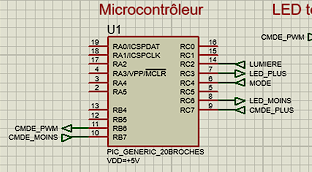 Microcontrôleur
LED t
U1
CMDE_PWM
19 RA0/ICSPDAT RC0 16
18 RA1/ICSPCLK RC1 15
17 RA2 RC2 14 LUMIERE
4 RA3/VPP/MCLR RC3 7 LED_PLUS
3 RA4 RC4 6 MODE
2 RA5 RC5 5
RC6 8 LED_MOINS
13 RB4 RC7 9 CMDE_PLUS
12 RB5
CMDE_PWM 11 RB6
CMDE_MOINS 10 RB7
PIC_GENERIC_20BROCHES
VDD=+5V